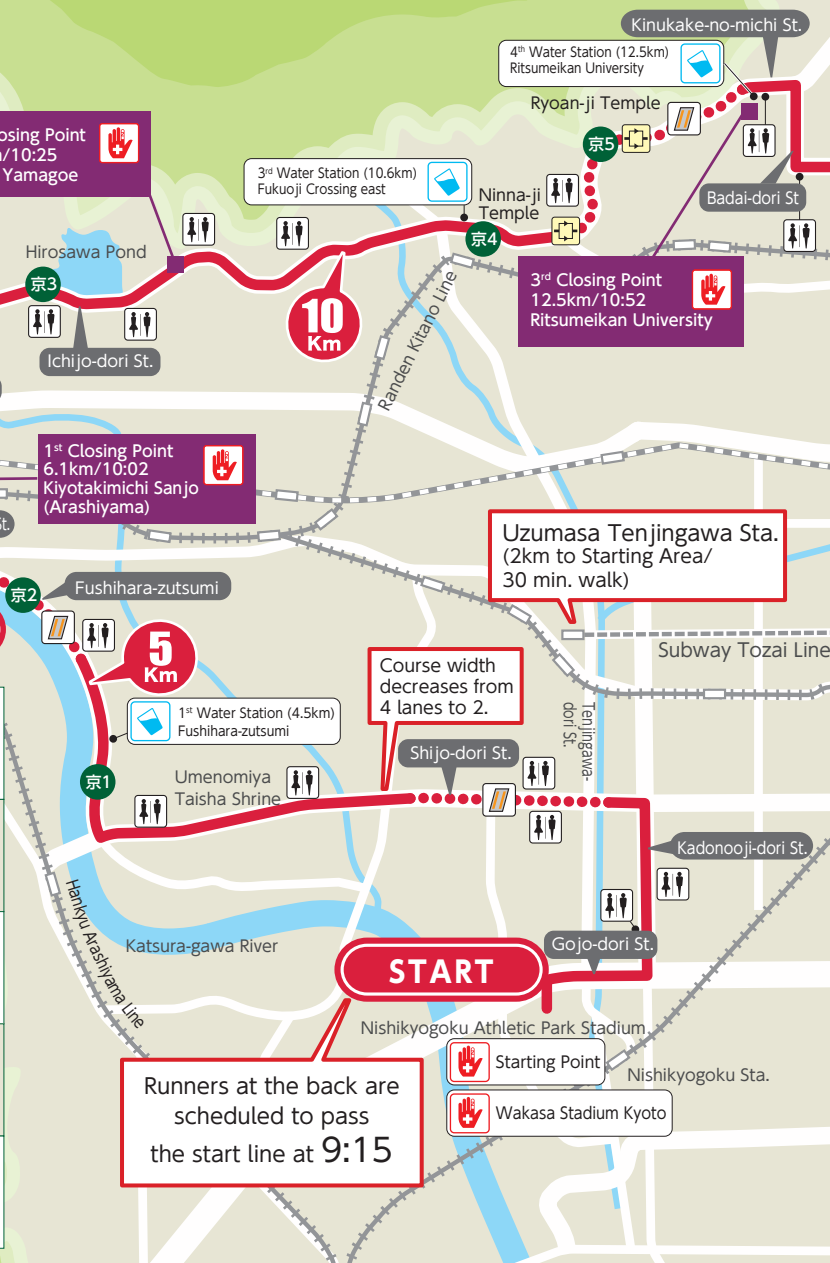 Kinukake-no-michi St.
4th Water Station (12.5km)
Ritsumeikan University
Ryoan-ji Temple
京5
osing Point
/10:25
Yamagoe
3rd Water Station (10.6km)
Fukuoji Crossing east
Ninna-ji
Temple
京4
Badai-dori St
Hirosawa Pond
京3
3rd Closing Point
12.5km/10:52
Ritsumeikan University
10
Km
Ichijo-dori St.
Randen Kitano Line
1st Closing Point
6.1km/10:02
Kiyotakimichi Sanjo
(Arashiyama)
St.
Uzumasa Tenjingawa Sta.
(2km to Starting Area/
30 min. walk)
京2
Fushihara-zutsumi
Subway Tozai Line
5
Km
Course width
decreases from
4 lanes to 2.
1st Water Station (4.5km)
Fushihara-zutsumi
Tenjingawa-
dori St.
Shijo-dori St.
京1
Umenomiya
Taisha Shrine
Kadonooji-dori St.
Hankyu Arashiyama Line
Katsura-gawa River
Gojo-dori St.
START
Nishikyogoku Athletic Park Stadium
Starting Point
Nishikyogoku Sta.
Wakasa Stadium Kyoto
Runners at the back are
scheduled to pass
the start line at 9:15